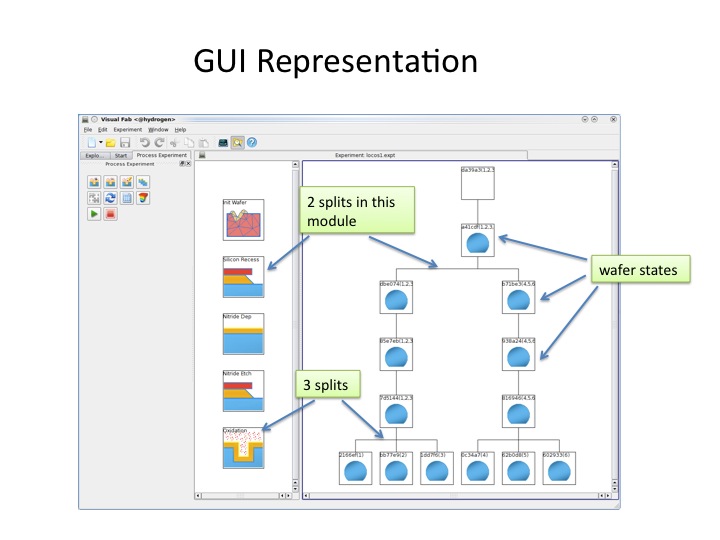 GUI Representation
Visual Fab <@hydrogen>
File Edit Experiment Window Help
Explo... Start Process Experiment
Experiment: locos1.expt
Process Experiment
da39a3(1,2,3
2 splits in this
module
Init Wafer
a41cdf(1,2,3,
wafer states
Silicon Recess
dbe074(1,2,3
b71be3(4,5,6
Nitride Dep
85e7eb(1,2,3
938a24(4,5,6
Nitride Etch
3 splits
7d5144(1,2,3
816946(4,5,6
Oxidation
2166ef(1) bb77e9(2) 1dd7f6(3) 0c34a7(4) 62b0d8(5) 602933(6)